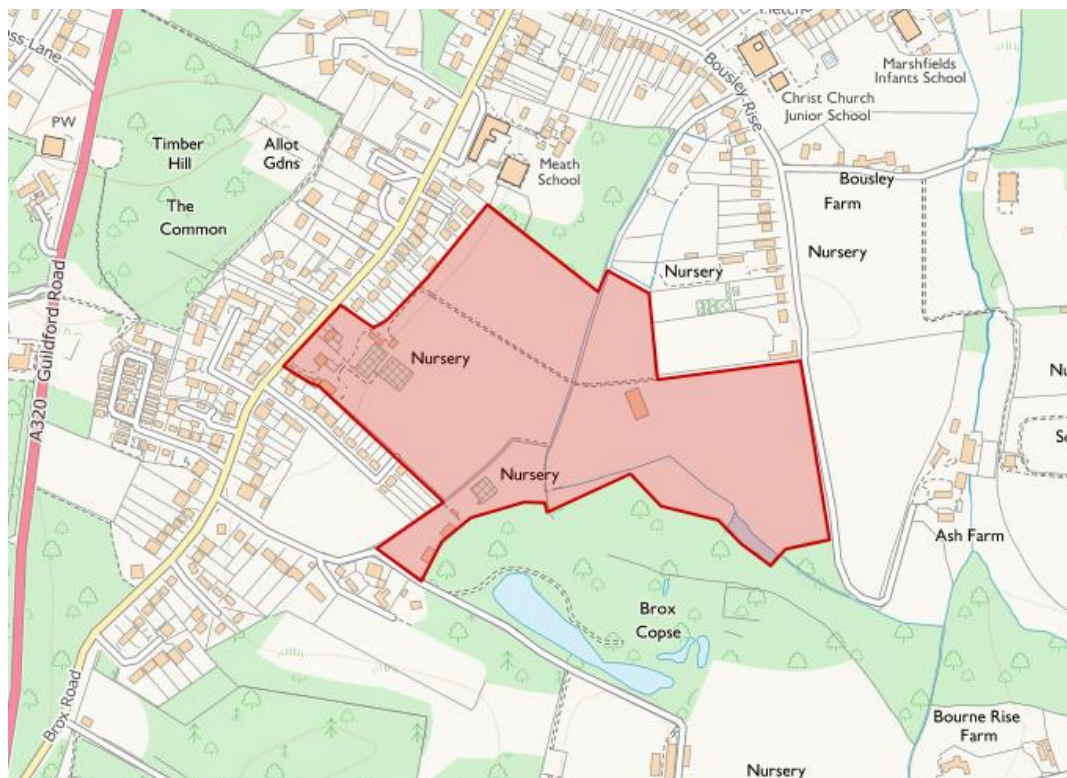 Marshfields
Infants School
Bousley Rise
Christ Church
Junior School
PW
Timber
Hill
Allot
Gdns
Meath
School
The
Common
Bousley
Farm
Nursery
Nursery
A320 Guildford Road
Nursery
Nursery
Ash Farm
Brox
Copse
Brox Road
Bourne Rise
Farm
Nursery